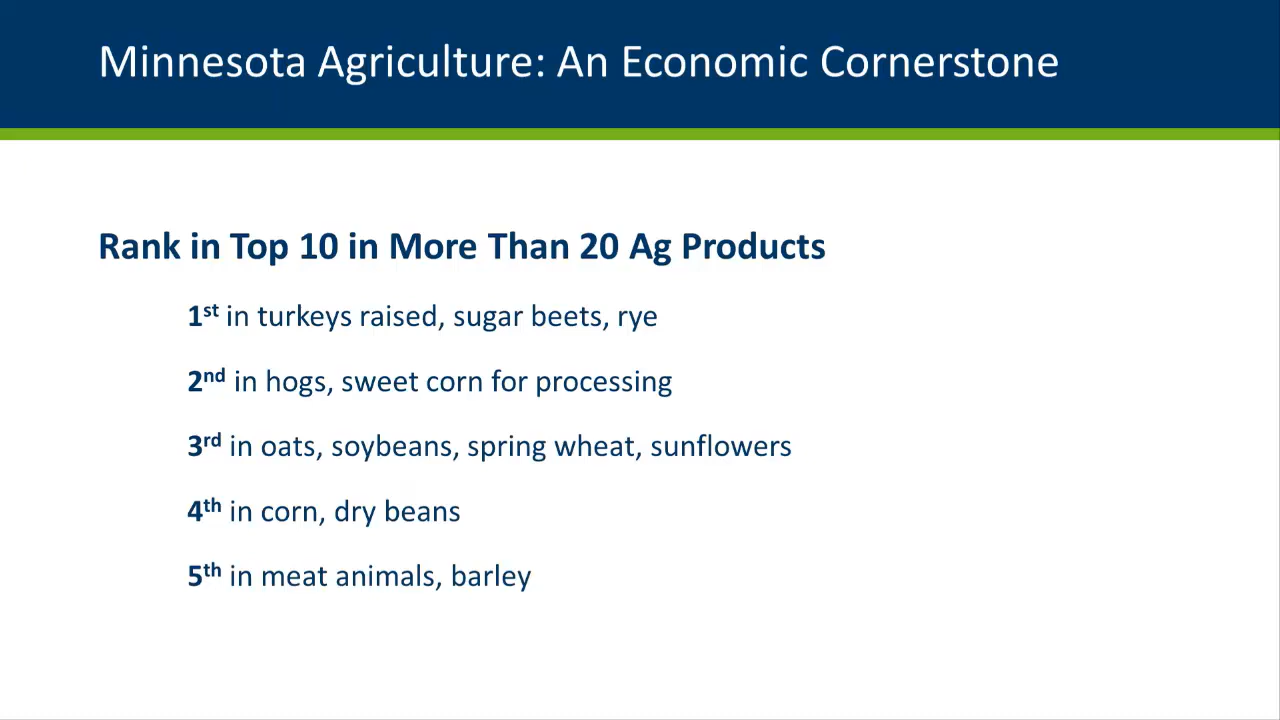 Minnesota Agriculture: An Economic Cornerstone
Rank in Top 10 in More Than 20 Ag Products
1st in turkeys raised, sugar beets, rye
2nd in hogs, sweet corn for processing
3rd in oats, soybeans, spring wheat, sunflowers
4th in corn, dry beans
5th in meat animals, barley